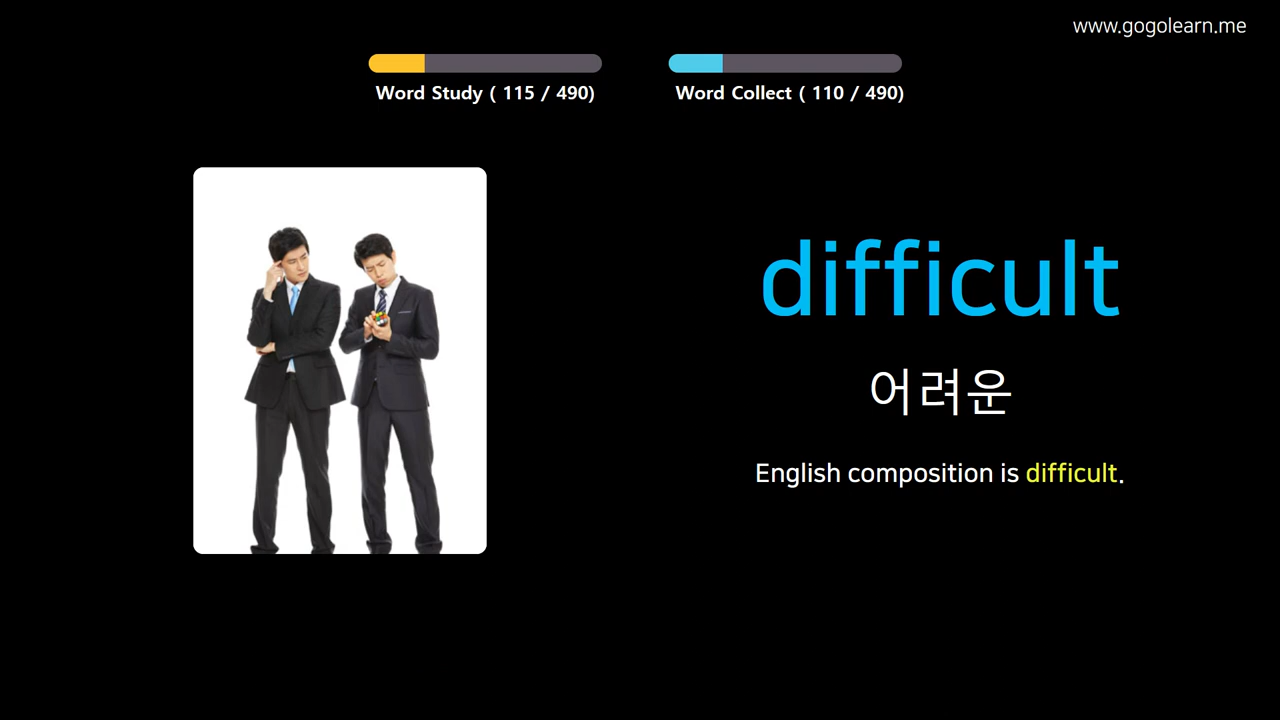 www.gogolearn.me
Word Study ( 115 / 490)
Word Collect ( 110 / 490)
difficult
어려운
English composition is difficult.